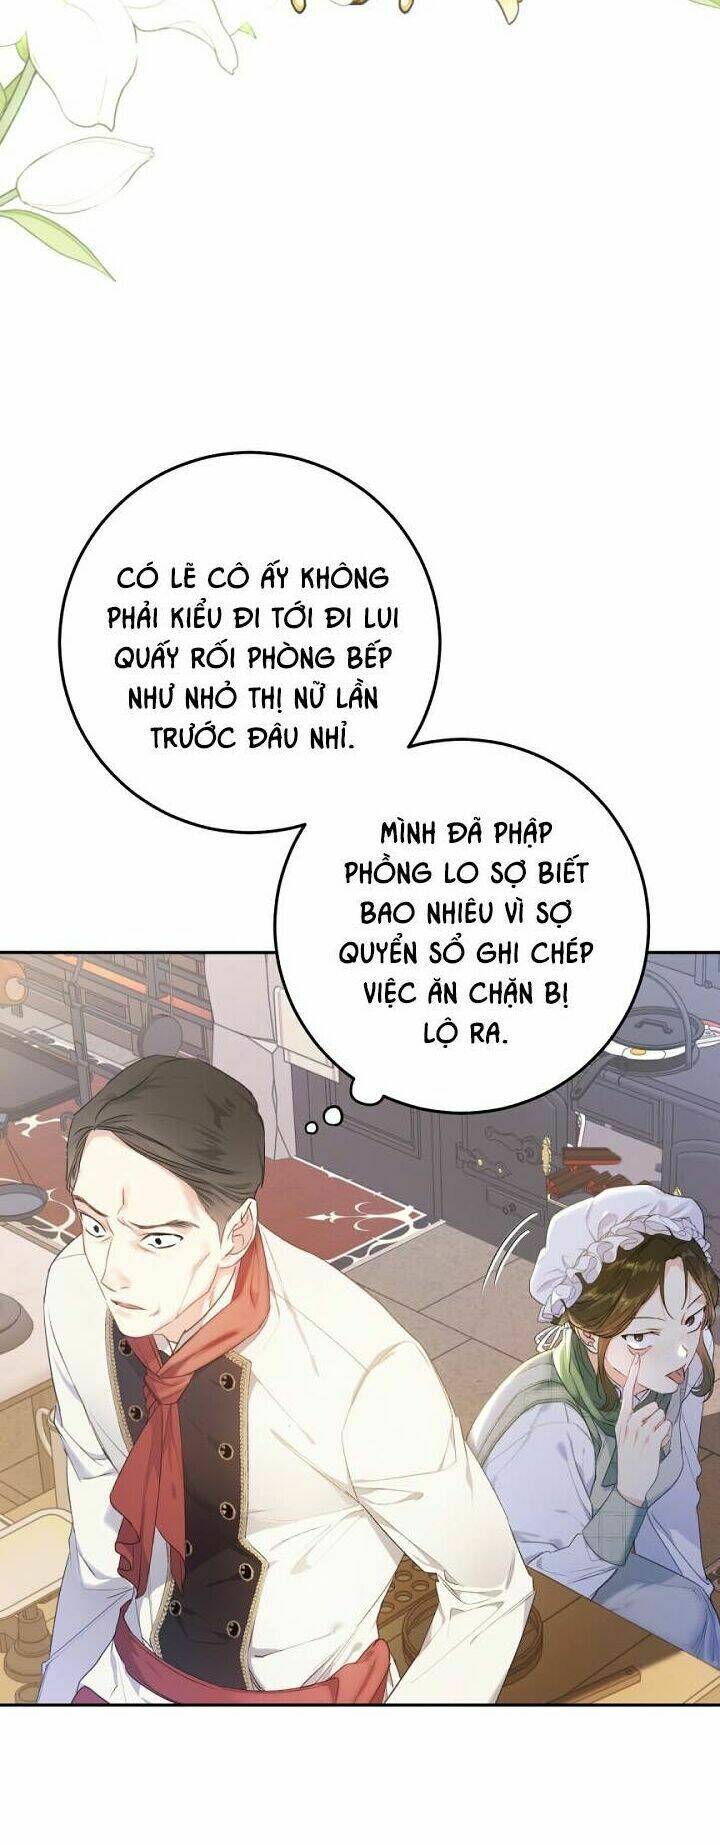 CÓ LẼ CÔ ẤY KHÔNG
PHẢI KIỂU ĐI TỚI ĐI LUI
QUẤY RỐI PHÒNG BẾP
NHƯ NHỎ THỊ NỮ LẦN
TRƯỚC ĐÂU NHỈ.
MÌNH ĐÃ PHẬP
PHỒNG LO SỢ BIẾT
BAO NHIÊU VÌ SỢ
QUYỂN SỔ GHI CHÉP
VIỆC ĂN CHẶN BỊ
LỘ RA.